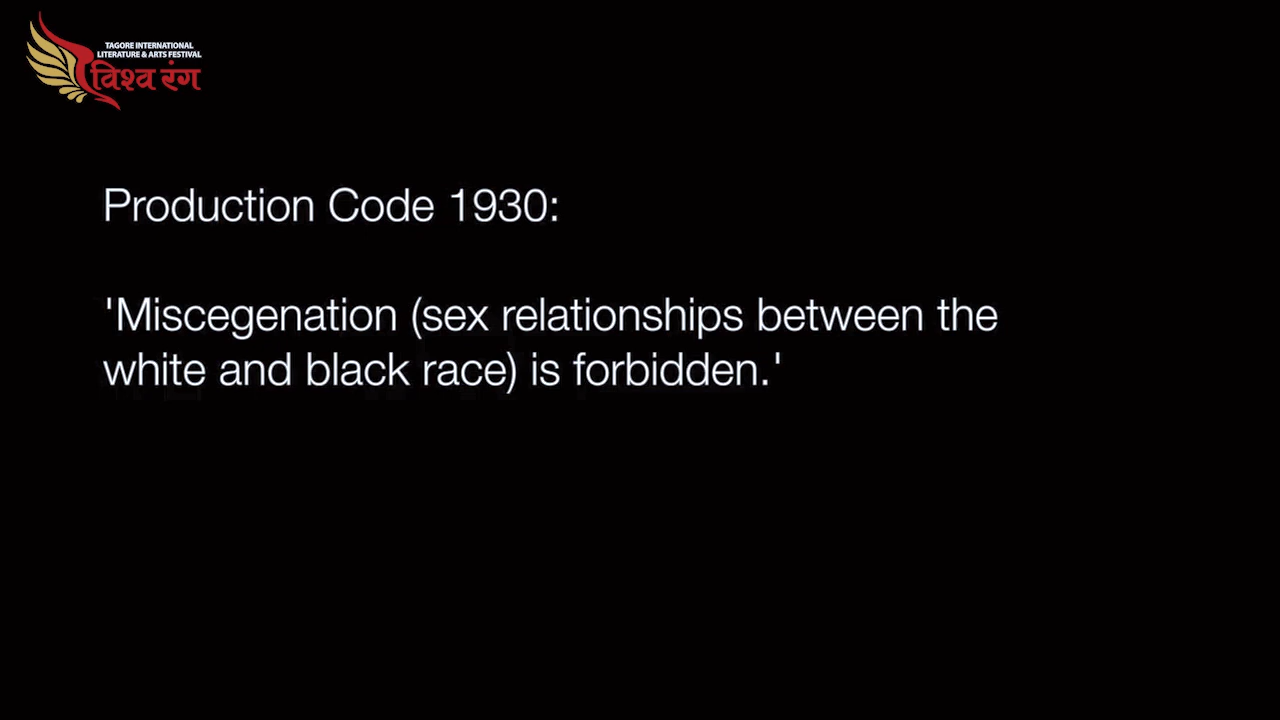 TAGORE INTERNATIONAL
LITERATURE & ARTS FESTIVAL
विश्व रंग
Production Code 1930:
'Miscegenation (sex relationships between the
white and black race) is forbidden.'